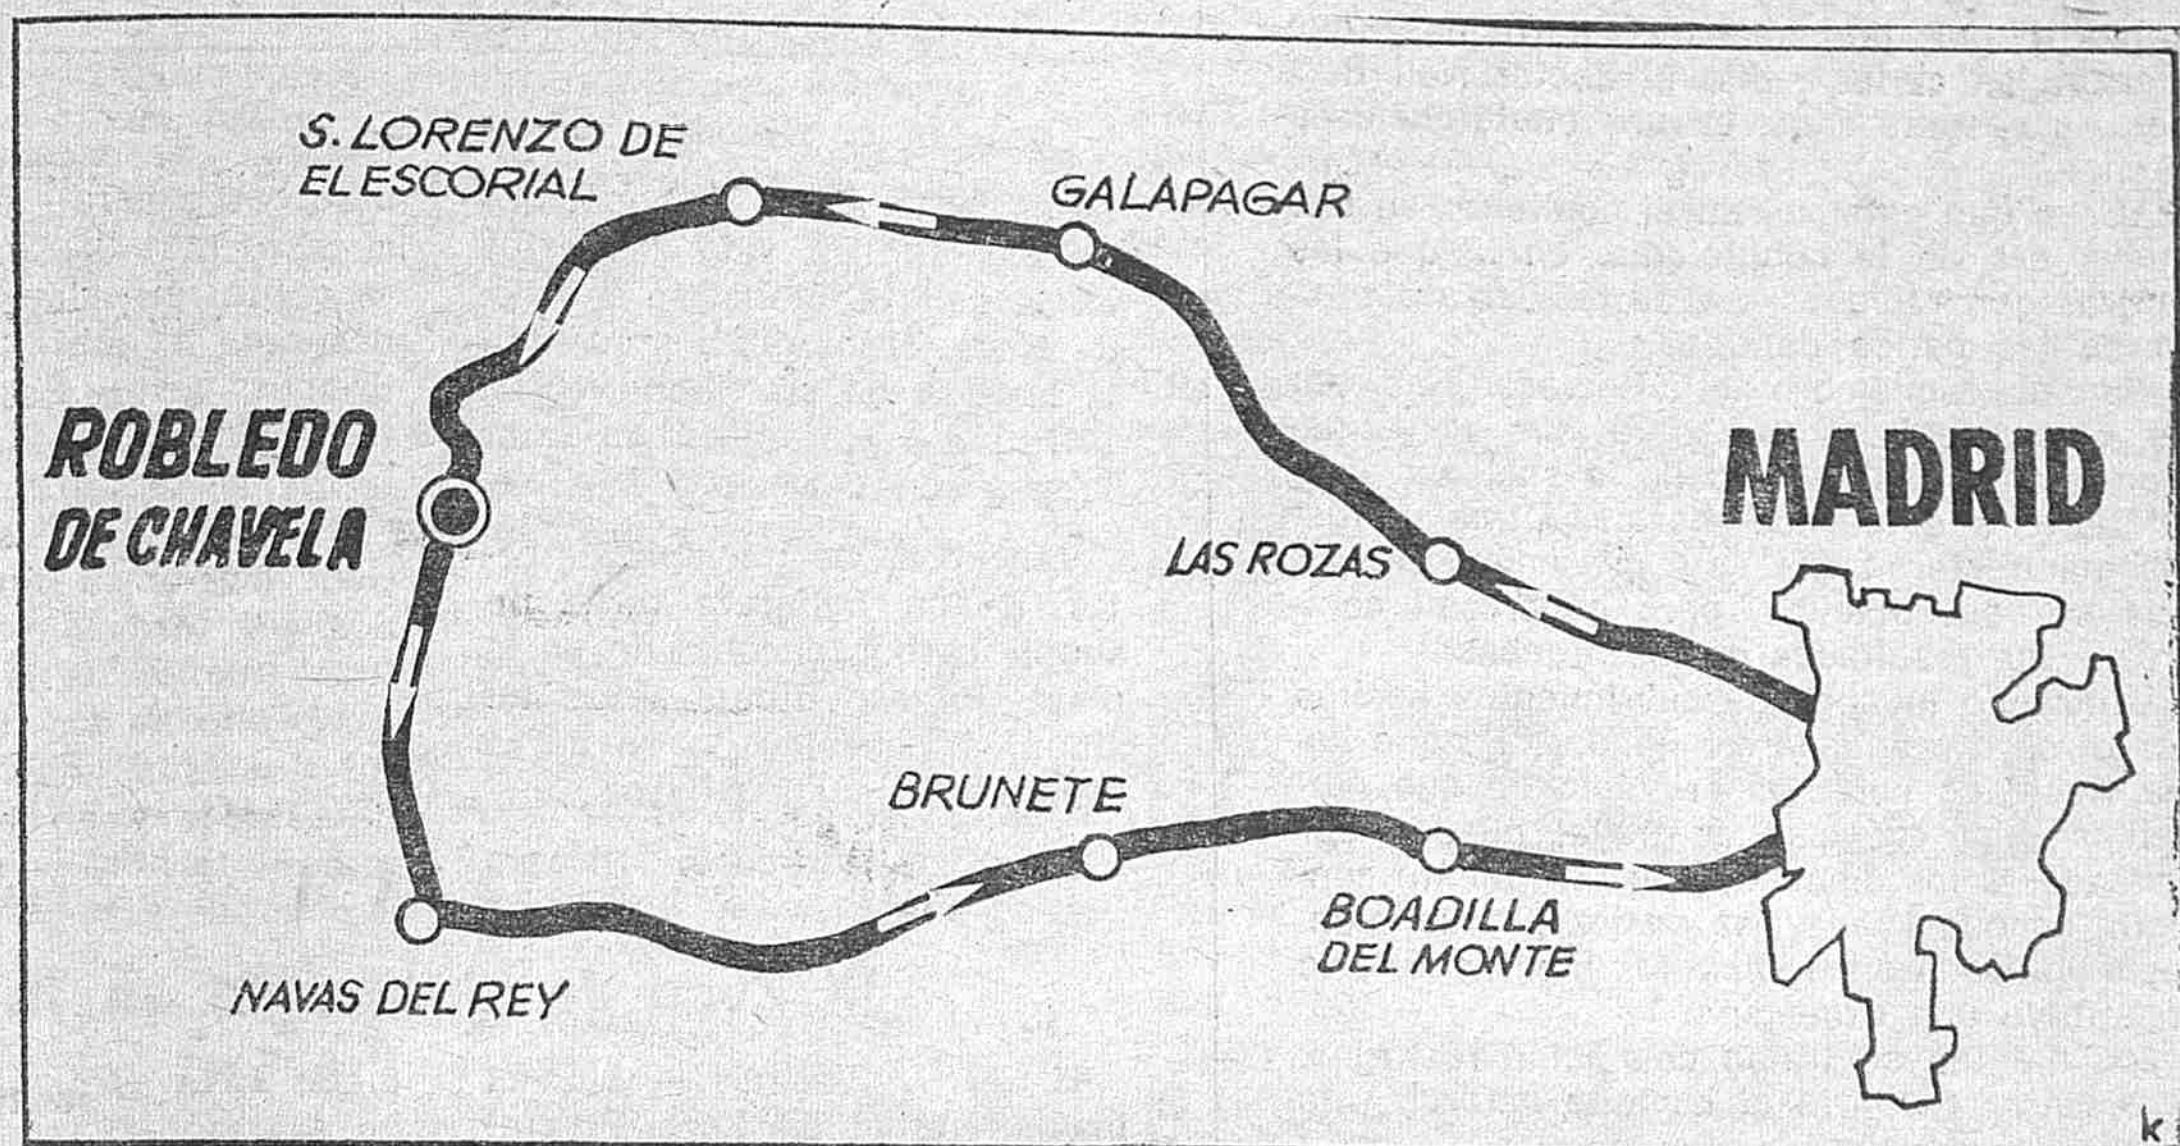 S. LORENZO DE
EL ESCORIAL
GALAPAGAR
ROBLEDO
DE CHAVELA
MADRID
LAS ROZAS
BRUNETE
BOADILLA
DEL MONTE
NAVAS DEL REY
k